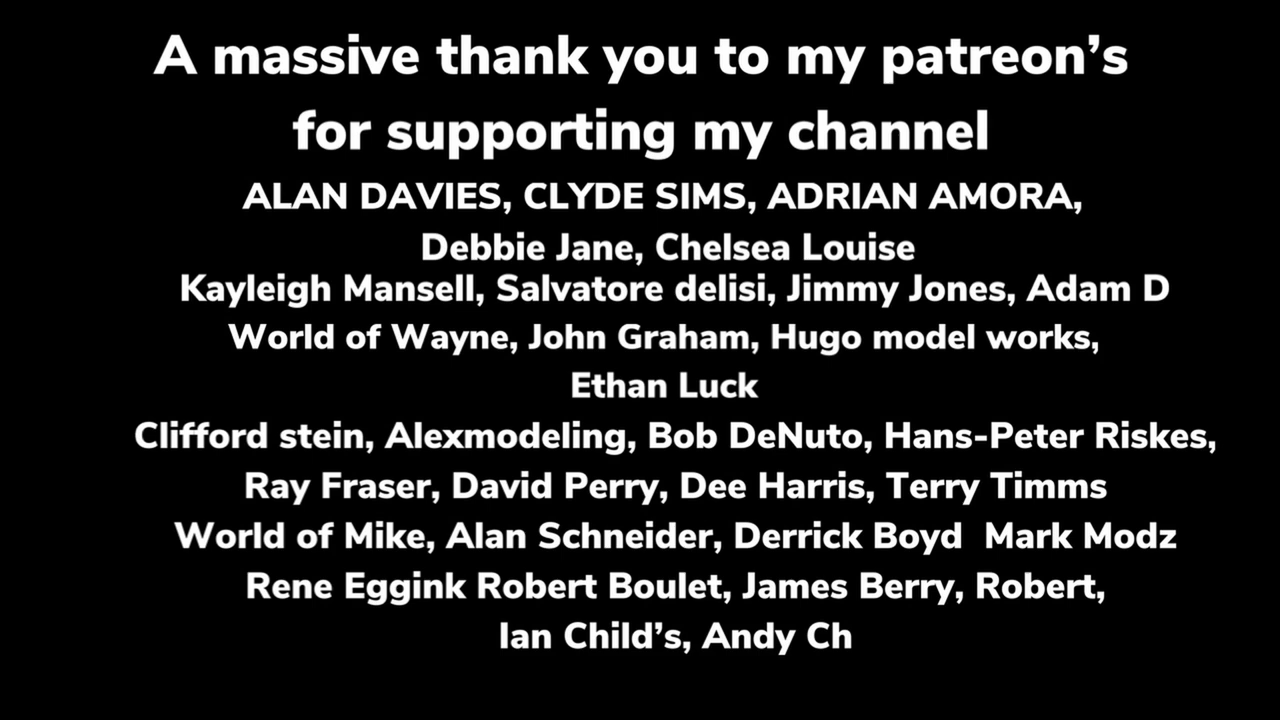 A massive thank you to my patreon’s
for supporting my channel
ALAN DAVIES, CLYDE SIMS, ADRIAN AMORA,
Debbie Jane, Chelsea Louise
Kayleigh Mansell, Salvatore delisi, Jimmy Jones, Adam D
World of Wayne, John Graham, Hugo model works,
Ethan Luck
Clifford stein, Alexmodeling, Bob DeNuto, Hans-Peter Riskes,
Ray Fraser, David Perry, Dee Harris, Terry Timms
World of Mike, Alan Schneider, Derrick Boyd  Mark Modz
Rene Eggink Robert Boulet, James Berry, Robert,
Ian Child’s, Andy Ch